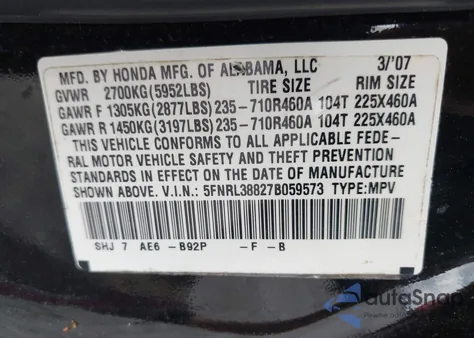 MFD. BY HONDA MFG. OF ALABAMA, LLC 3/'07
GVWR 2700KG(5952LBS) TIRE SIZE RIM SIZE
GAWR F 1305KG(2877LBS) 235-710R460A 104T 225X460A
GAWR R 1450KG(3197LBS) 235-710R460A 104T 225X460A
THIS VEHICLE CONFORMS TO ALL APPLICABLE FEDE-
RAL MOTOR VEHICLE SAFETY AND THEFT PREVENTION
STANDARDS IN EFFECT ON THE DATE OF MANUFACTURE
SHOWN ABOVE. V.I.N.: 5FNRL38827B059573 TYPE:MPV
SHJ 7 AE6 -B92P -F -B
AutoSnap